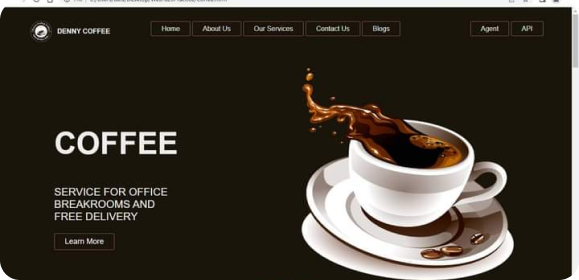 DENNY COFFEE
Home
About Us
Our Services
Contact Us
Blogs
Agent
API
COFFEE
SERVICE FOR OFFICE
BREAKROOMS AND
FREE DELIVERY
Learn More